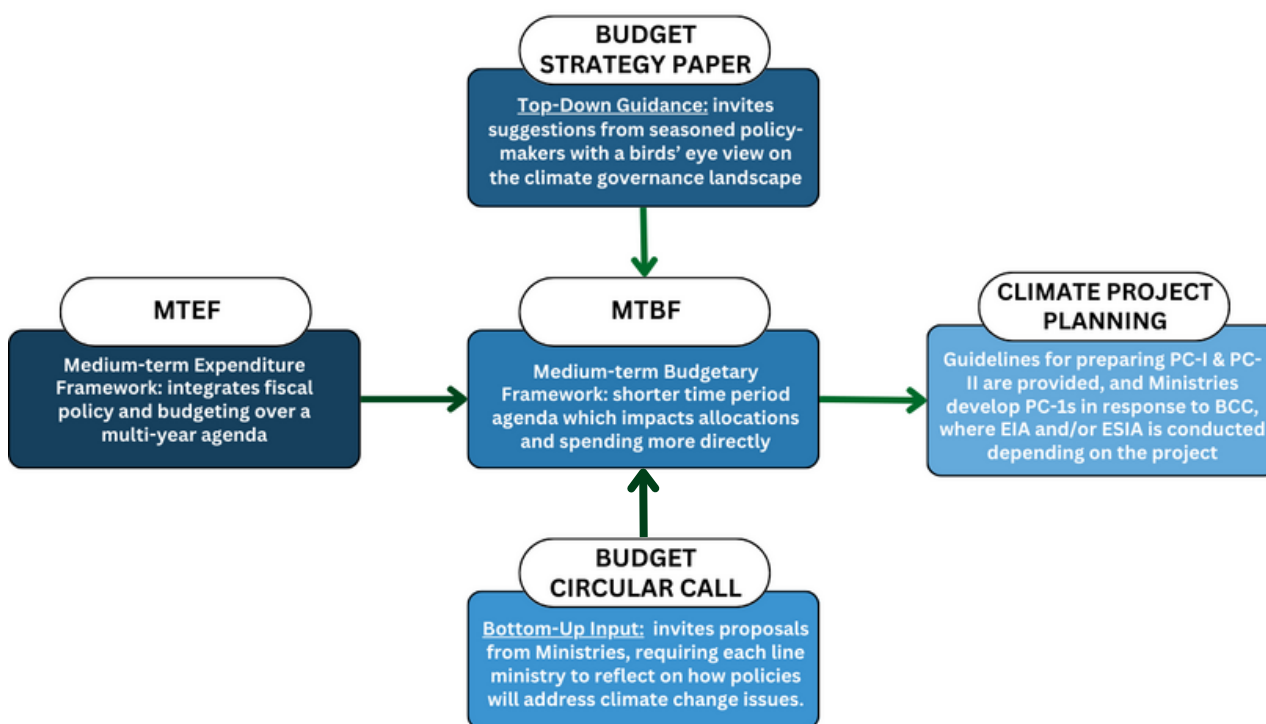 BUDGET
STRATEGY PAPER
Top-Down Guidance: invites
suggestions from seasoned policy-
makers with a birds' eye view on
the climate governance landscape
MTEF
Medium-term Expenditure
Framework: integrates fiscal
policy and budgeting over a
multi-year agenda
MTBF
Medium-term Budgetary
Framework: shorter time period
agenda which impacts allocations
and spending more directly
CLIMATE PROJECT
PLANNING
Guidelines for preparing PC-I & PC-
II are provided, and Ministries
develop PC-1s in response to BCC,
where EIA and/or ESIA is conducted
depending on the project
BUDGET
CIRCULAR CALL
Bottom-Up Input: invites proposals
from Ministries, requiring each line
ministry to reflect on how policies
will address climate change issues.